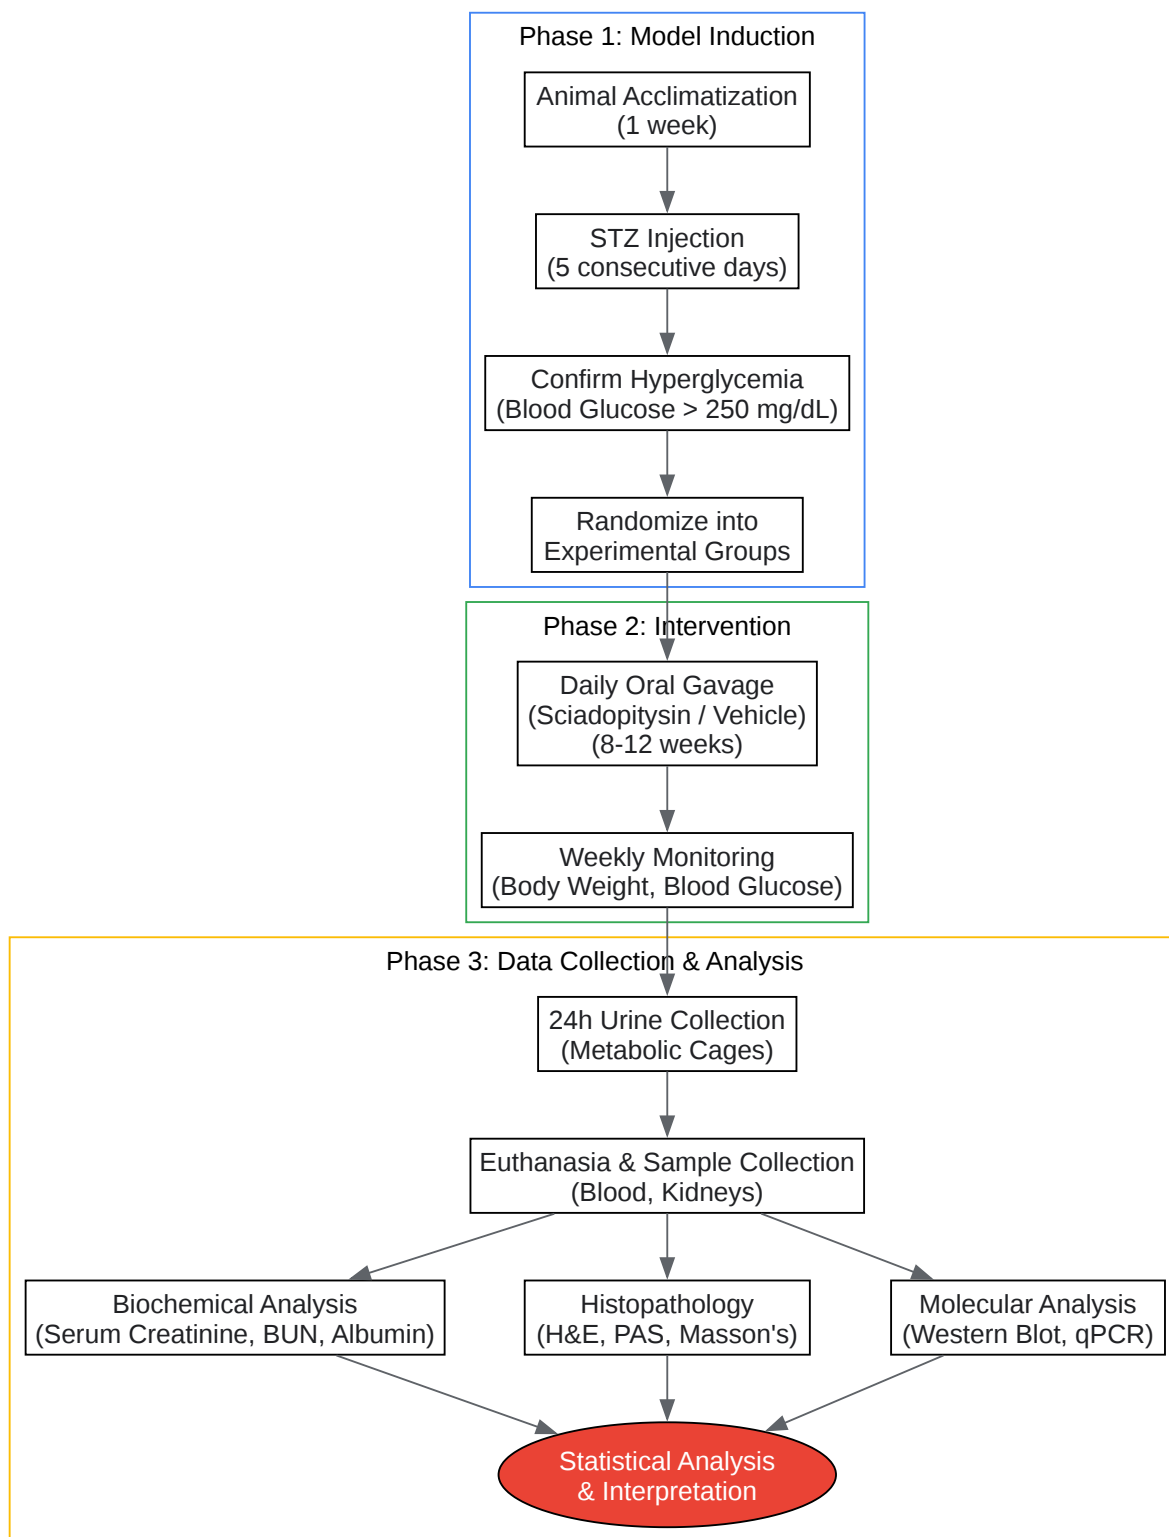 Phase 1: Model Induction
Animal Acclimatization
(1 week)
STZ Injection
(5 consecutive days)
Confirm Hyperglycemia
(Blood Glucose > 250 mg/dL)
Randomize into
Experimental Groups
Phase 2: Intervention
Daily Oral Gavage
(Sciadopitysin / Vehicle)
(8-12 weeks)
Weekly Monitoring
(Body Weight, Blood Glucose)
Phase 3: Data Collection & Analysis
24h Urine Collection
(Metabolic Cages)
Euthanasia & Sample Collection
(Blood, Kidneys)
Biochemical Analysis
(Serum Creatinine, BUN, Albumin)
Histopathology
(H&E, PAS, Masson's)
Molecular Analysis
(Western Blot, qPCR)
Statistical Analysis
& Interpretation